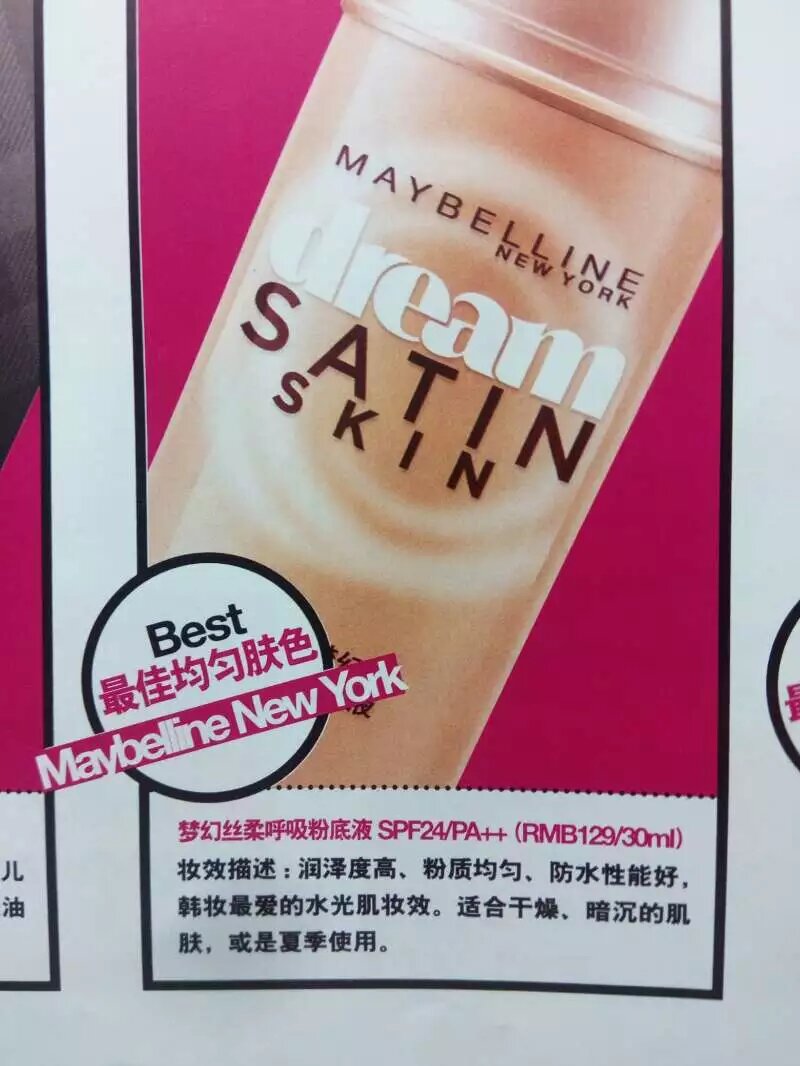 MAYBELLINE
NEW YORK
dream
SATIN
SKIN
Best
最佳均匀肤色
Maybelline New York
液
梦幻丝柔呼吸粉底液 SPF24/PA++ (RMB129/30ml)
妆效描述：润泽度高、粉质均匀、防水性能好，
韩妆最爱的水光肌妆效。适合干燥、暗沉的肌
肤，或是夏季使用。
儿
油